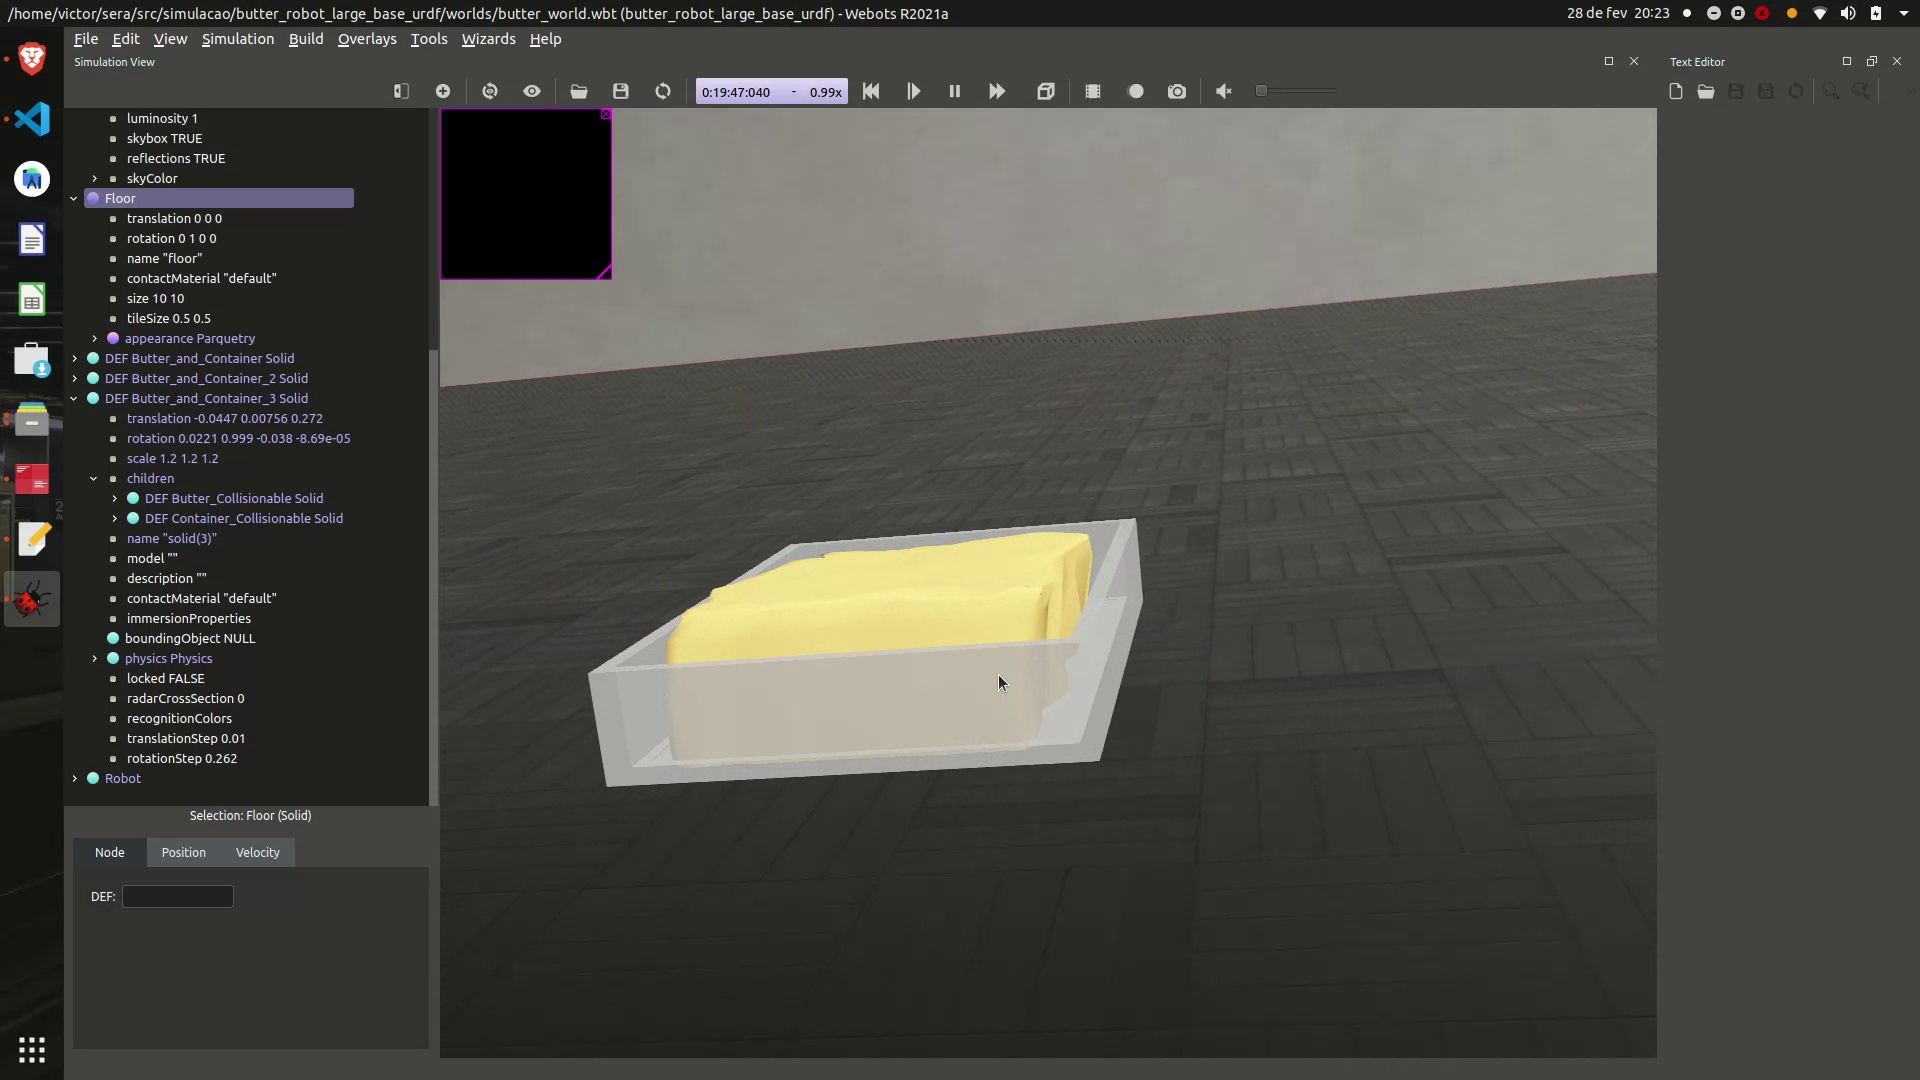 /home/victor/sera/src/simulacao/butter_robot_large_base_urdf/worlds/butter_world.wbt (butter_robot_large_base_urdf) - Webots R2021a
28 de fev 20:23
File Edit View Simulation Build Overlays Tools Wizards Help
Simulation View
Text Editor
0:19:47:040 - 0.99x
luminosity 1
skybox TRUE
reflections TRUE
skyColor
Floor
translation 0 0 0
rotation 0 1 0 0
name "floor"
contactMaterial "default"
size 10 10
tileSize 0.5 0.5
appearance Parquetry
DEF Butter_and_Container Solid
DEF Butter_and_Container_2 Solid
DEF Butter_and_Container_3 Solid
translation -0.0447 0.00756 0.272
rotation 0.0221 0.999 -0.038 -8.69e-05
scale 1.2 1.2 1.2
children
DEF Butter_Collisionable Solid
DEF Container_Collisionable Solid
name "solid(3)"
model ""
description ""
contactMaterial "default"
immersionProperties
boundingObject NULL
physics Physics
locked FALSE
radarCrossSection 0
recognitionColors
translationStep 0.01
rotationStep 0.262
Robot
Selection: Floor (Solid)
Node Position Velocity
DEF: